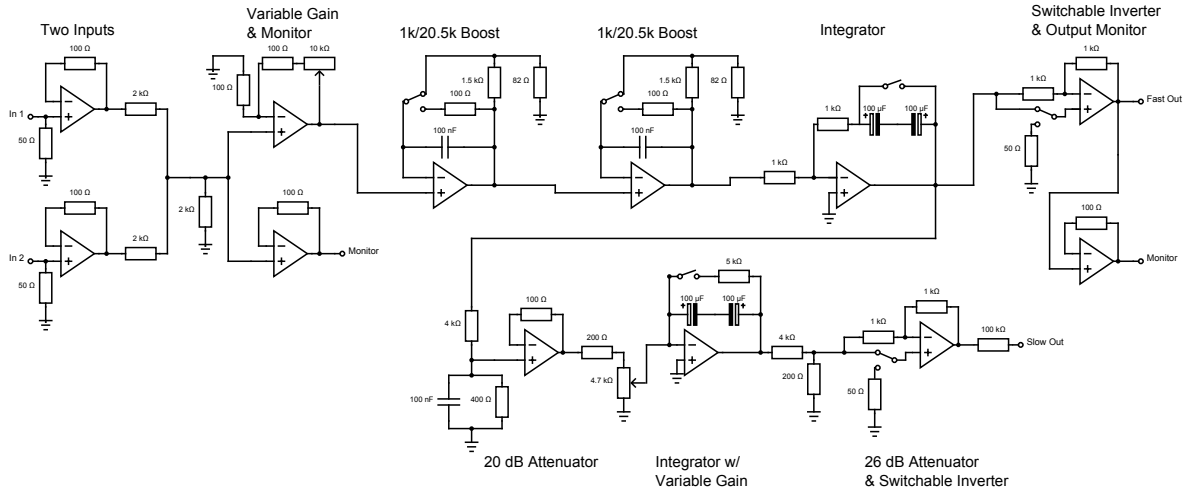 Two Inputs
Variable Gain
& Monitor
1k/20.5k Boost
1k/20.5k Boost
Integrator
Switchable Inverter
& Output Monitor
100 Ω
2 kΩ
In 1
50 Ω
100 Ω
100 Ω
10 kΩ
1.5 kΩ
82 Ω
100 Ω
100 nF
1.5 kΩ
82 Ω
100 Ω
100 nF
1 kΩ
1 kΩ
100 µF
100 µF
1 kΩ
1 kΩ
50 Ω
Fast Out
100 Ω
2 kΩ
In 2
50 Ω
2 kΩ
100 Ω
Monitor
100 Ω
Monitor
4 kΩ
100 nF
400 Ω
100 Ω
200 Ω
4.7 kΩ
5 kΩ
100 µF
100 µF
4 kΩ
200 Ω
1 kΩ
1 kΩ
50 Ω
100 kΩ
Slow Out
20 dB Attenuator
Integrator w/
Variable Gain
26 dB Attenuator
& Switchable Inverter